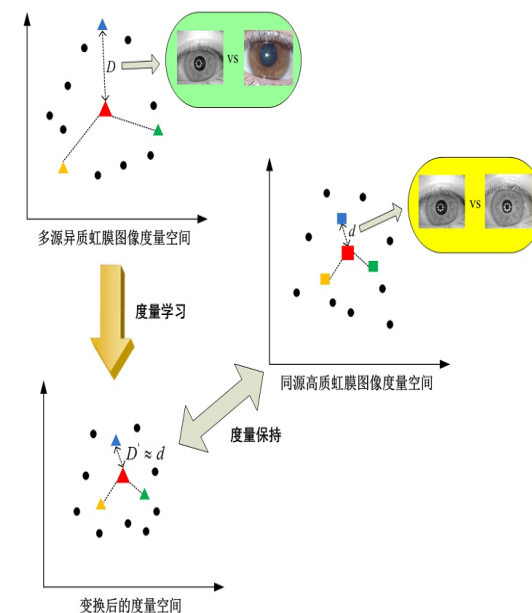 D
VS
多源异质虹膜图像度量空间
VS
d
同源高质虹膜图像度量空间
度量学习
度量保持
D' ≈ d
变换后的度量空间